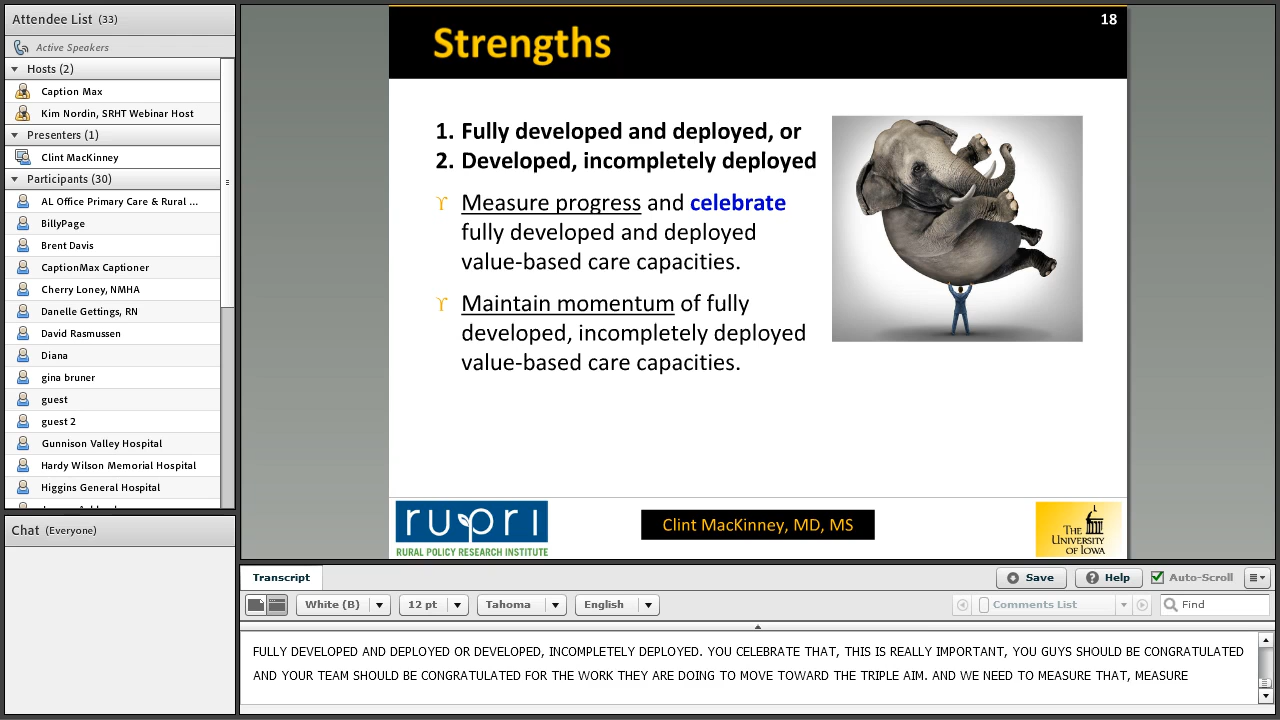 Attendee List (33)
Active Speakers
Hosts (2)
Caption Max
Kim Nordin, SRHT Webinar Host
Presenters (1)
Clint MacKinney
Participants (30)
AL Office Primary Care & Rural ...
BillyPage
Brent Davis
CaptionMax Captioner
Cherry Loney, NMHA
Danelle Gettings, RN
David Rasmussen
Diana
gina bruner
guest
guest 2
Gunnison Valley Hospital
Hardy Wilson Memorial Hospital
Higgins General Hospital
Chat (Everyone)
18
Strengths
1. Fully developed and deployed, or
2. Developed, incompletely deployed
Measure progress and celebrate
fully developed and deployed
value-based care capacities.
Maintain momentum of fully
developed, incompletely deployed
value-based care capacities.
rupri
RURAL POLICY RESEARCH INSTITUTE
Clint MacKinney, MD, MS
THE
UNIVERSITY
OF IOWA
Transcript
Save
Help
Auto-Scroll
White (B)
12 pt
Tahoma
English
Comments List
Find
FULLY DEVELOPED AND DEPLOYED OR DEVELOPED, INCOMPLETELY DEPLOYED. YOU CELEBRATE THAT, THIS IS REALLY IMPORTANT, YOU GUYS SHOULD BE CONGRATULATED
AND YOUR TEAM SHOULD BE CONGRATULATED FOR THE WORK THEY ARE DOING TO MOVE TOWARD THE TRIPLE AIM. AND WE NEED TO MEASURE THAT, MEASURE